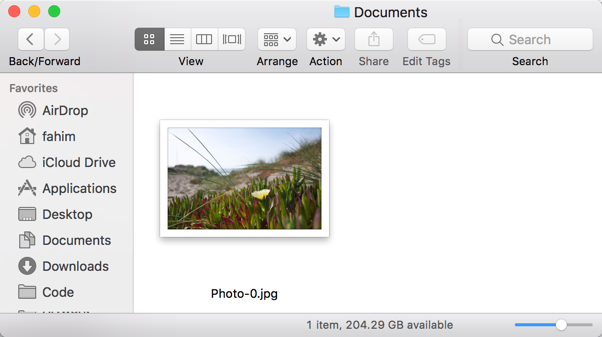 Documents
Search
Back/Forward
View
Arrange
Action
Share
Edit Tags
Search
Favorites
AirDrop
fahim
iCloud Drive
Applications
Desktop
Documents
Downloads
Code
Photo-0.jpg
1 item, 204.29 GB available